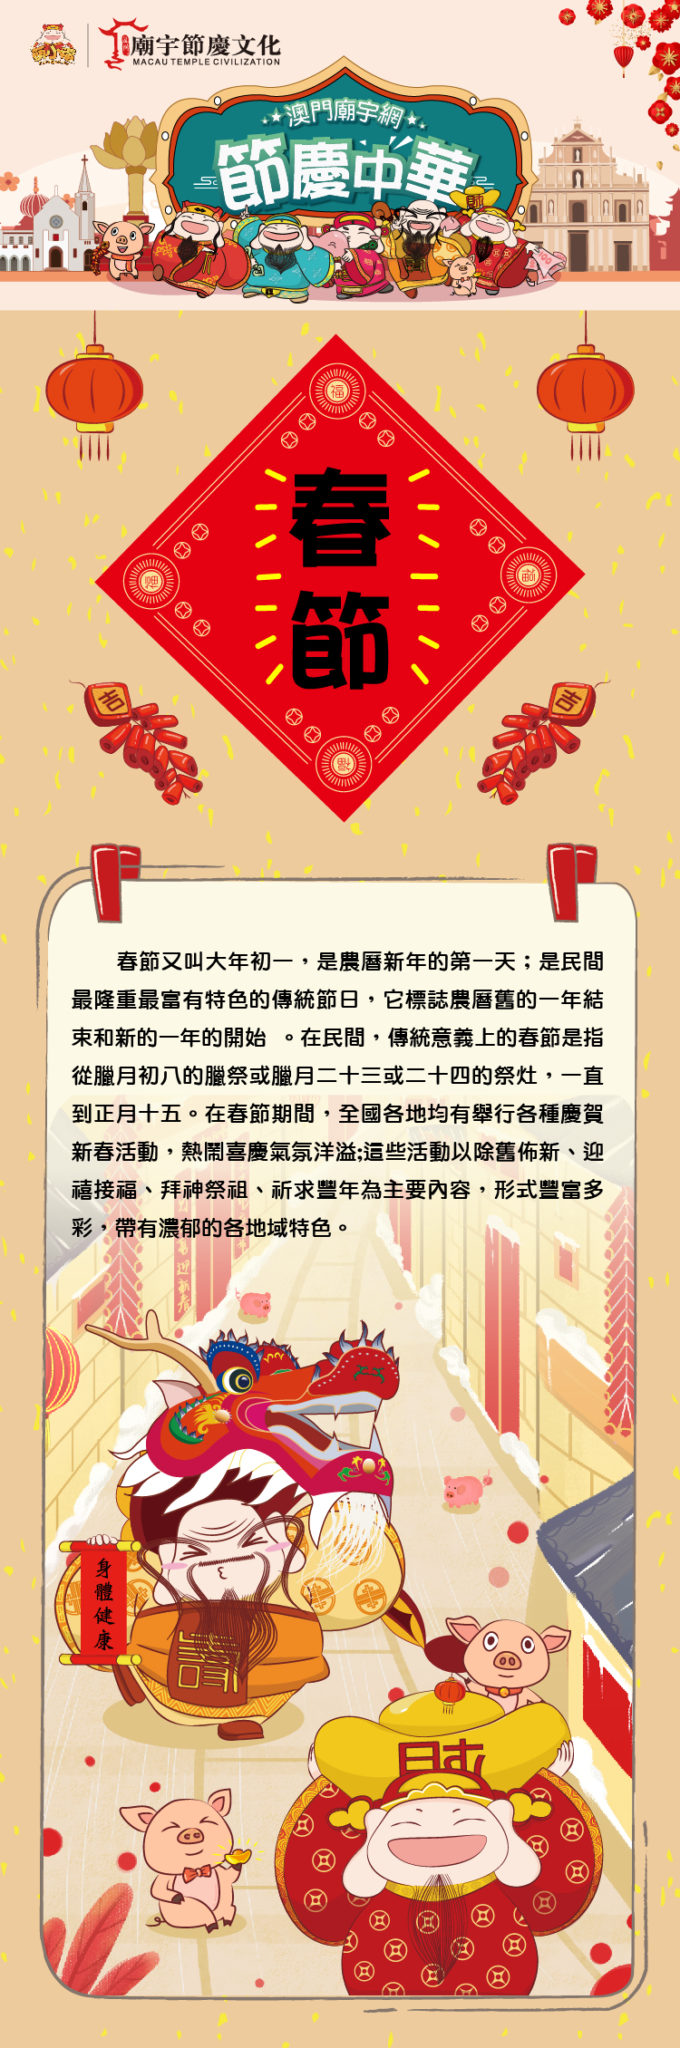 廟宇節慶文化
MACAU TEMPLE CIVILIZATION
澳門廟宇網
節慶中華
財
福
春
節
福
福
福
吉
吉
春節又叫大年初一，是農曆新年的第一天；是民間
最隆重最富有特色的傳統節日，它標誌農曆舊的一年結
束和新的一年的開始 。在民間，傳統意義上的春節是指
從臘月初八的臘祭或臘月二十三或二十四的祭灶，一直
到正月十五。在春節期間，全國各地均有舉行各種慶賀
新春活動，熱鬧喜慶氣氛洋溢;這些活動以除舊佈新、迎
禧接福、拜神祭祖、祈求豐年為主要內容，形式豐富多
彩，帶有濃郁的各地域特色。
身體健康
財